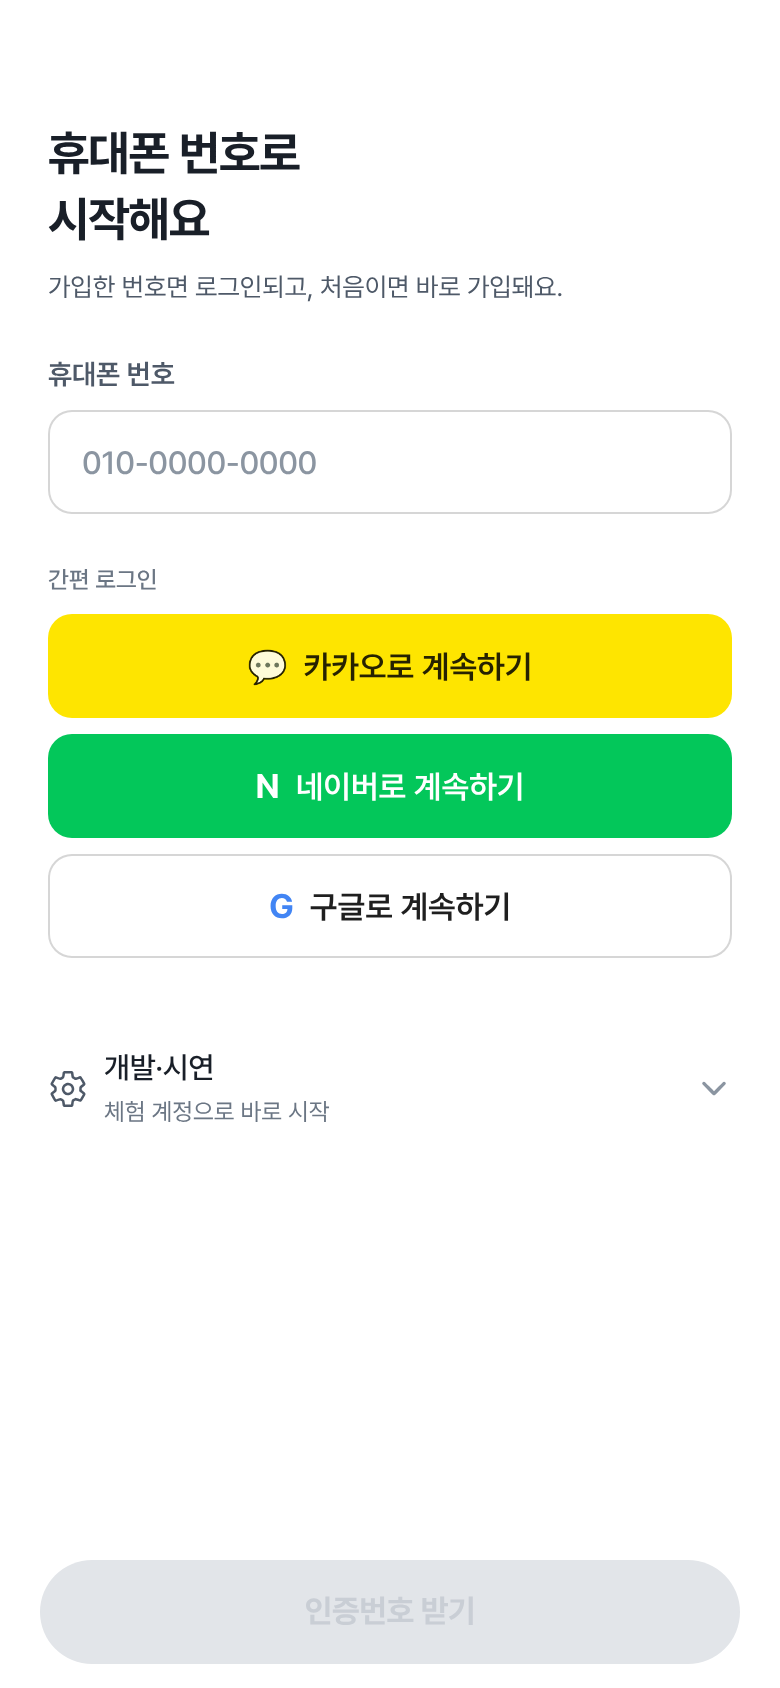 휴대폰 번호로
시작해요
가입한 번호면 로그인되고, 처음이면 바로 가입돼요.
휴대폰 번호
010-0000-0000
간편 로그인
💬 카카오로 계속하기
N 네이버로 계속하기
G 구글로 계속하기
개발·시연
체험 계정으로 바로 시작
인증번호 받기